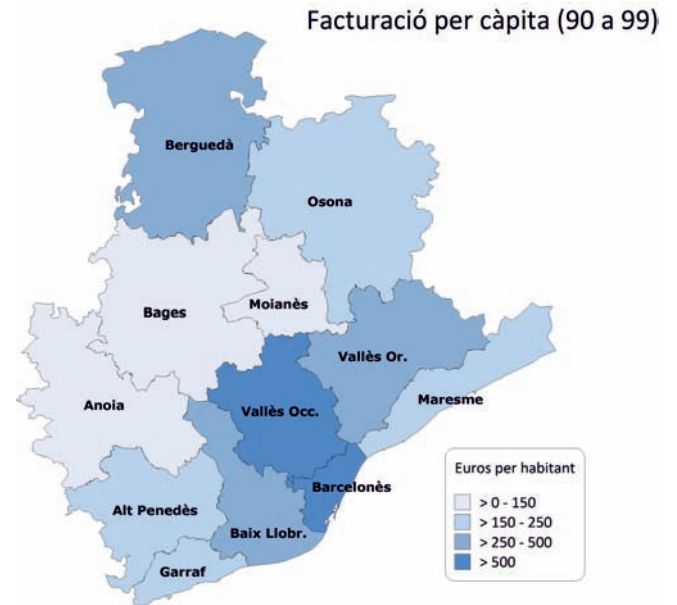 Facturació per càpita (90 a 99)
Berguedà
Osona
Bages
Moianès
Vallès Or.
Anoia
Vallès Occ.
Maresme
Barcelonès
Alt Penedès
Baix Llobr.
Garraf
Euros per habitant
> 0 - 150
> 150 - 250
> 250 - 500
> 500